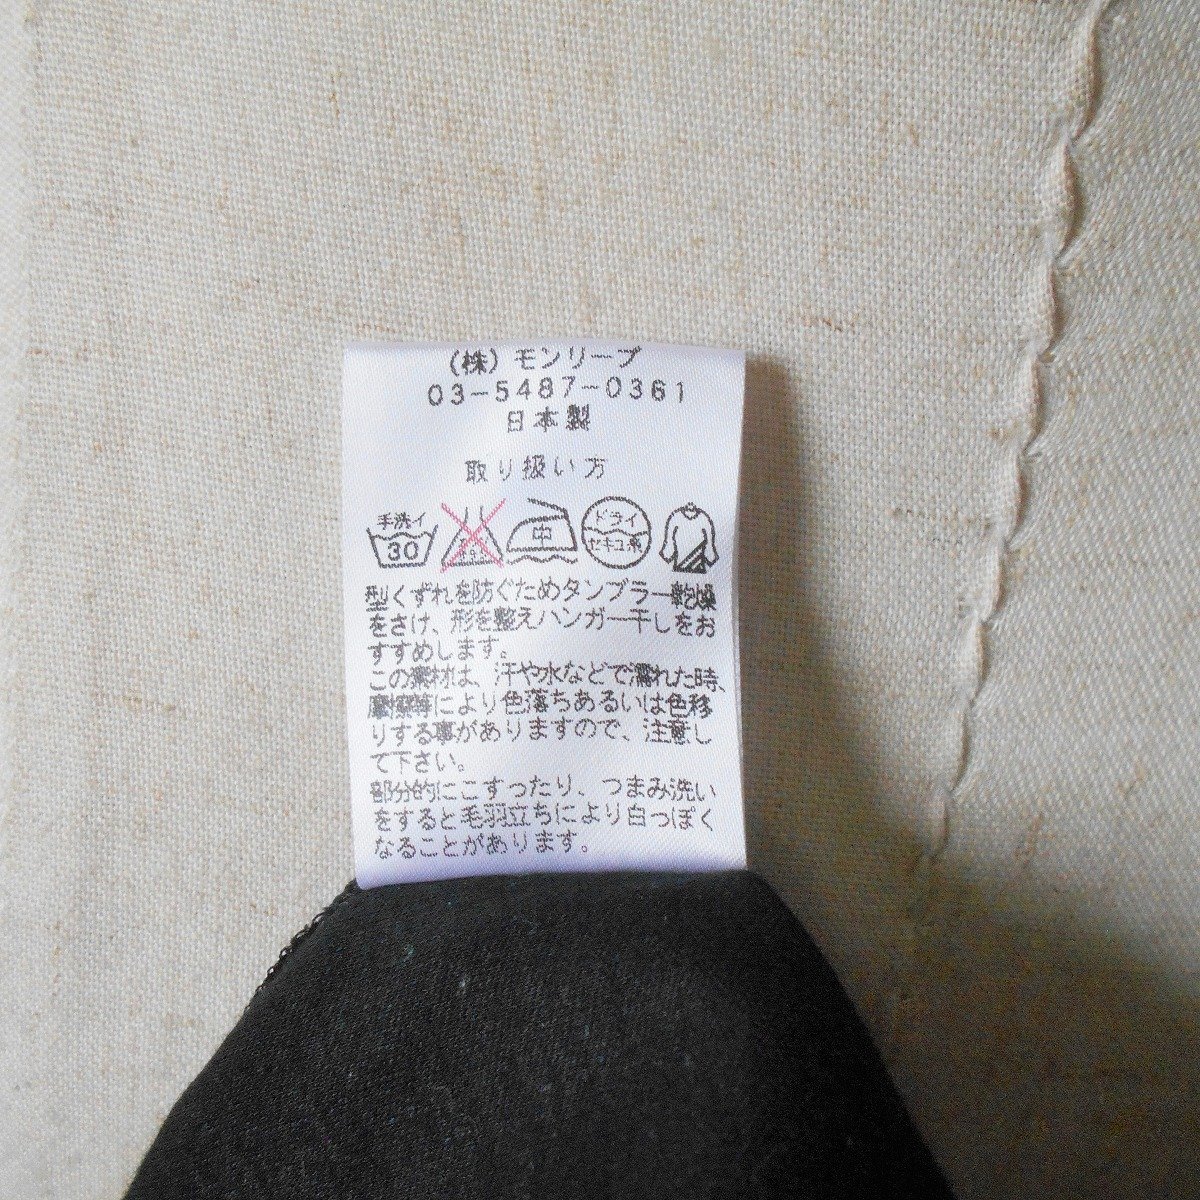 (株)モンリーブ
03-5487-0361
日本製
取り扱い方
手洗イ 30 中 ドライ セキユ系
型くずれを防ぐためタンブラー乾燥
をさけ、形を整えハンガー干しをお
すすめします。
この素材は、汗や水などで濡れた時、
摩擦等により色落ちあるいは色移
りする事がありますので、注意し
て下さい。
部分的にこすったり、つまみ洗い
をすると毛羽立ちにより白っぽく
なることがあります。